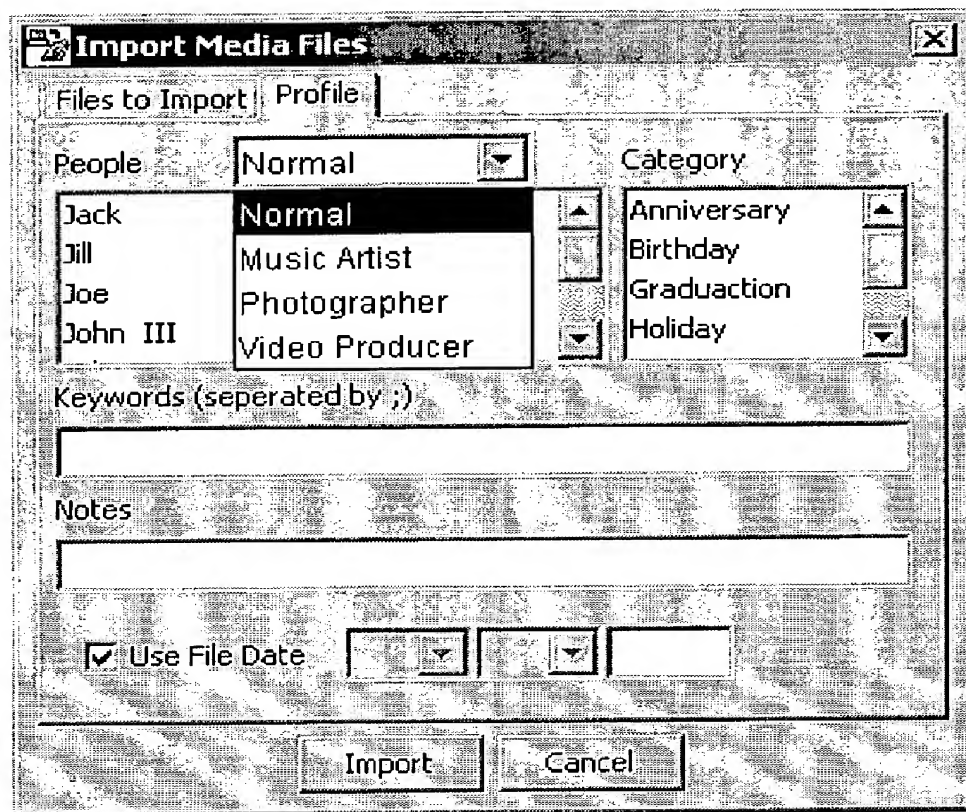 Import Media Files
Files to Import Profile
People Normal Category
Jack Normal Anniversary
Jill Music Artist Birthday
Joe Photographer Graduaction
John III Video Producer Holiday
Keywords (seperated by ;)
Notes
Use File Date
Import Cancel